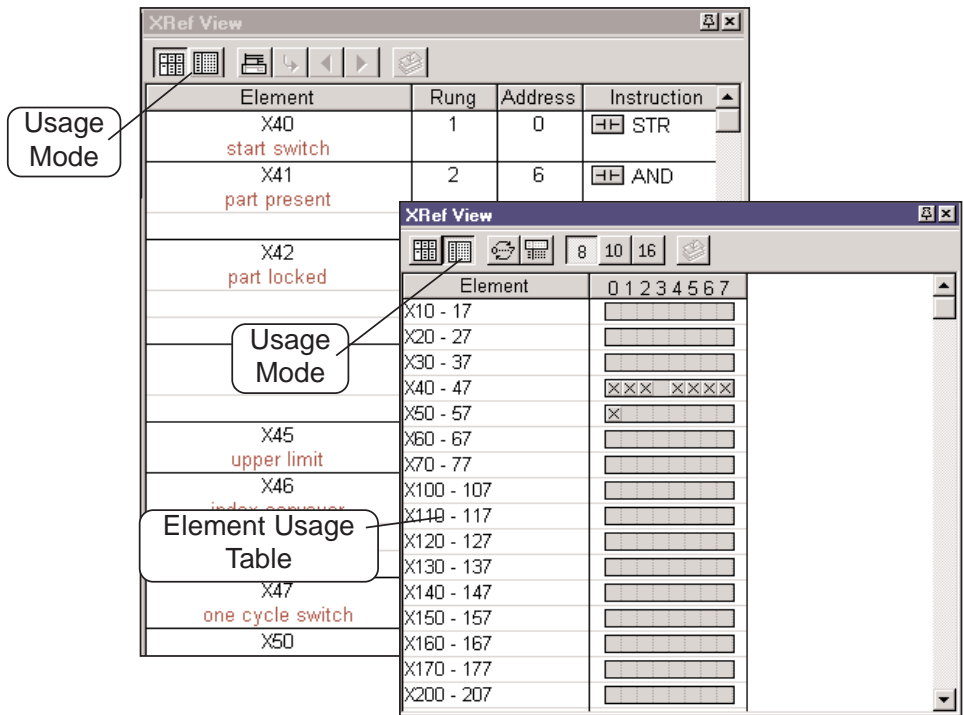 XRef View
Element Rung Address Instruction
X40 1 0 STR
start switch
X41 2 6 AND
part present
X42
part locked
X45
upper limit
X46
index conveyor
X47
one cycle switch
X50
Usage
Mode
XRef View
8 10 16
Element 0 1 2 3 4 5 6 7
X10 - 17
X20 - 27
X30 - 37
X40 - 47 X X X X X X X
X50 - 57 X
X60 - 67
X70 - 77
X100 - 107
X110 - 117
X120 - 127
X130 - 137
X140 - 147
X150 - 157
X160 - 167
X170 - 177
X200 - 207
Usage
Mode
Element Usage
Table